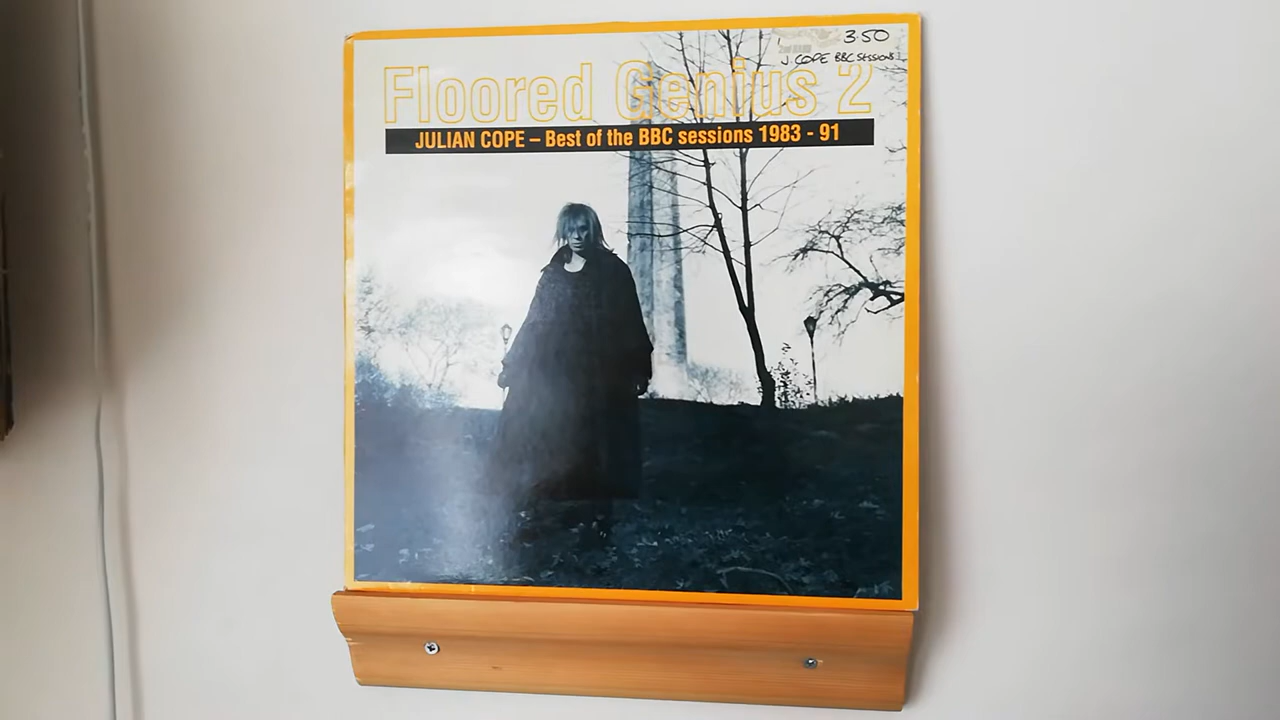 3.50
J. COPE BBC SESSIONS
Floored Genius 2
JULIAN COPE – Best of the BBC sessions 1983 - 91